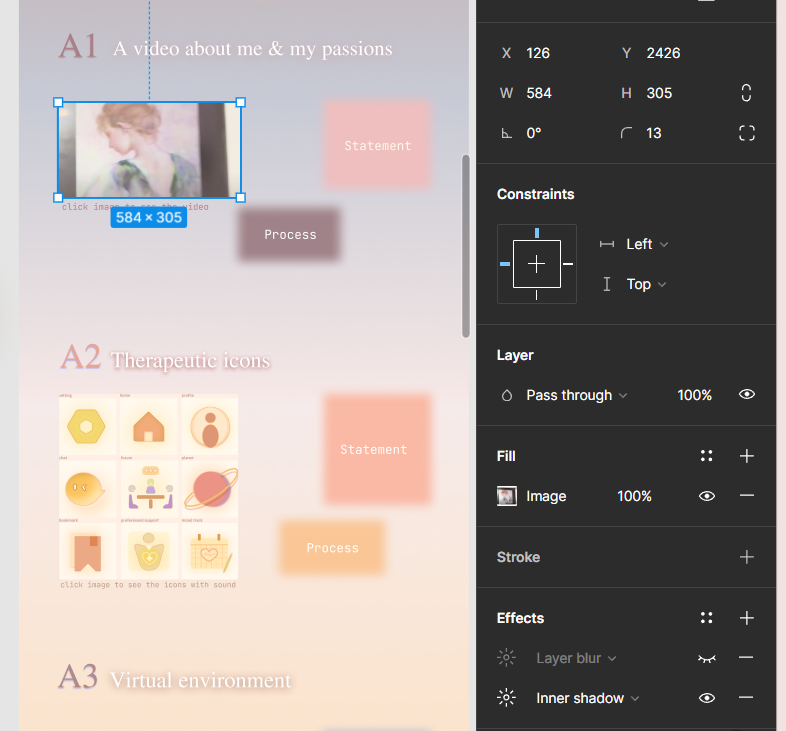 A1 A video about me & my passions
Statement
click image to see the video
584 × 305
Process
A2 Therapeutic icons
setting home profile
chat forum planet
Statement
bookmark professional support mood track
Process
click image to see the icons with sound
A3 Virtual environment
X 126 Y 2426
W 584 H 305
0° 13
Constraints
Left
Top
Layer
Pass through 100%
Fill
Image 100%
Stroke
Effects
Layer blur
Inner shadow